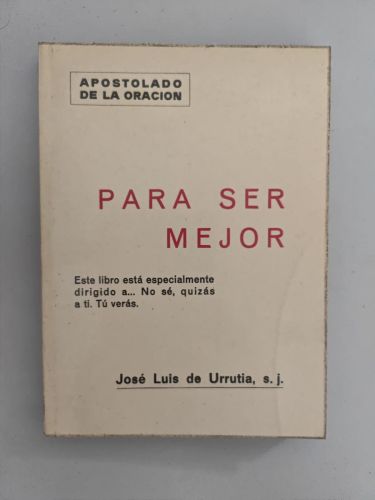 APOSTOLADO
DE LA ORACION
PARA SER
MEJOR
Este libro está especialmente
dirigido a... No sé, quizás
a ti. Tú verás.
José Luis de Urrutia, s. j.